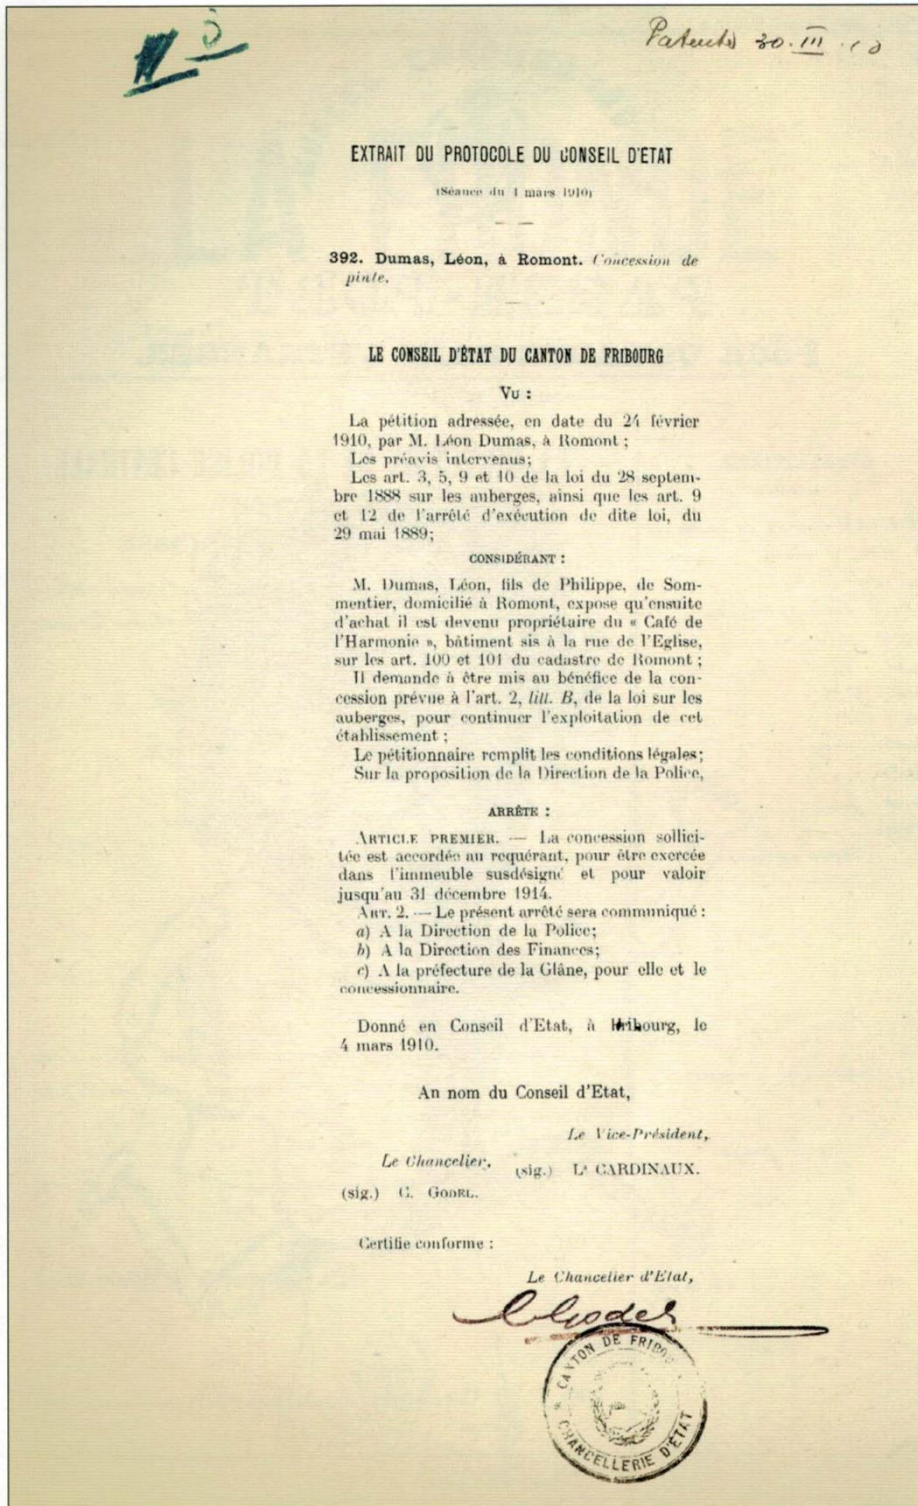 Patente 30. III. 10
EXTRAIT DU PROTOCOLE DU CONSEIL D'ETAT
(Séance du 4 mars 1910)
392. Dumas, Léon, à Romont. Concession de
pinte.
LE CONSEIL D'ÉTAT DU CANTON DE FRIBOURG
Vu :
La pétition adressée, en date du 24 février
1910, par M. Léon Dumas, à Romont ;
Les préavis intervenus;
Les art. 3, 5, 9 et 10 de la loi du 28 septem-
bre 1888 sur les auberges, ainsi que les art. 9
et 12 de l'arrêté d'exécution de dite loi, du
29 mai 1889;
CONSIDÉRANT :
M. Dumas, Léon, fils de Philippe, de Som-
mentier, domicilié à Romont, expose qu'ensuite
d'achat il est devenu propriétaire du « Café de
l'Harmonie », bâtiment sis à la rue de l'Eglise,
sur les art. 100 et 101 du cadastre de Romont ;
Il demande à être mis au bénéfice de la con-
cession prévue à l'art. 2, litt. B, de la loi sur les
auberges, pour continuer l'exploitation de cet
établissement ;
Le pétitionnaire remplit les conditions légales;
Sur la proposition de la Direction de la Police,
ARRÊTE :
ARTICLE PREMIER. — La concession sollici-
tée est accordée au requérant, pour être exercée
dans l'immeuble susdésigné et pour valoir
jusqu'au 31 décembre 1914.
ART. 2. — Le présent arrêté sera communiqué :
a) A la Direction de la Police;
b) A la Direction des Finances;
c) A la préfecture de la Glâne, pour elle et le
concessionnaire.
Donné en Conseil d'Etat, à Fribourg, le
4 mars 1910.
An nom du Conseil d'Etat,
Le Vice-Président,
Le Chancelier,
(sig.) Ls CARDINAUX.
(sig.) C. GODEL.
Certifie conforme :
Le Chancelier d'Etat,
CGodel
CANTON DE FRIBOU
CHANCELLERIE D'ÉTAT